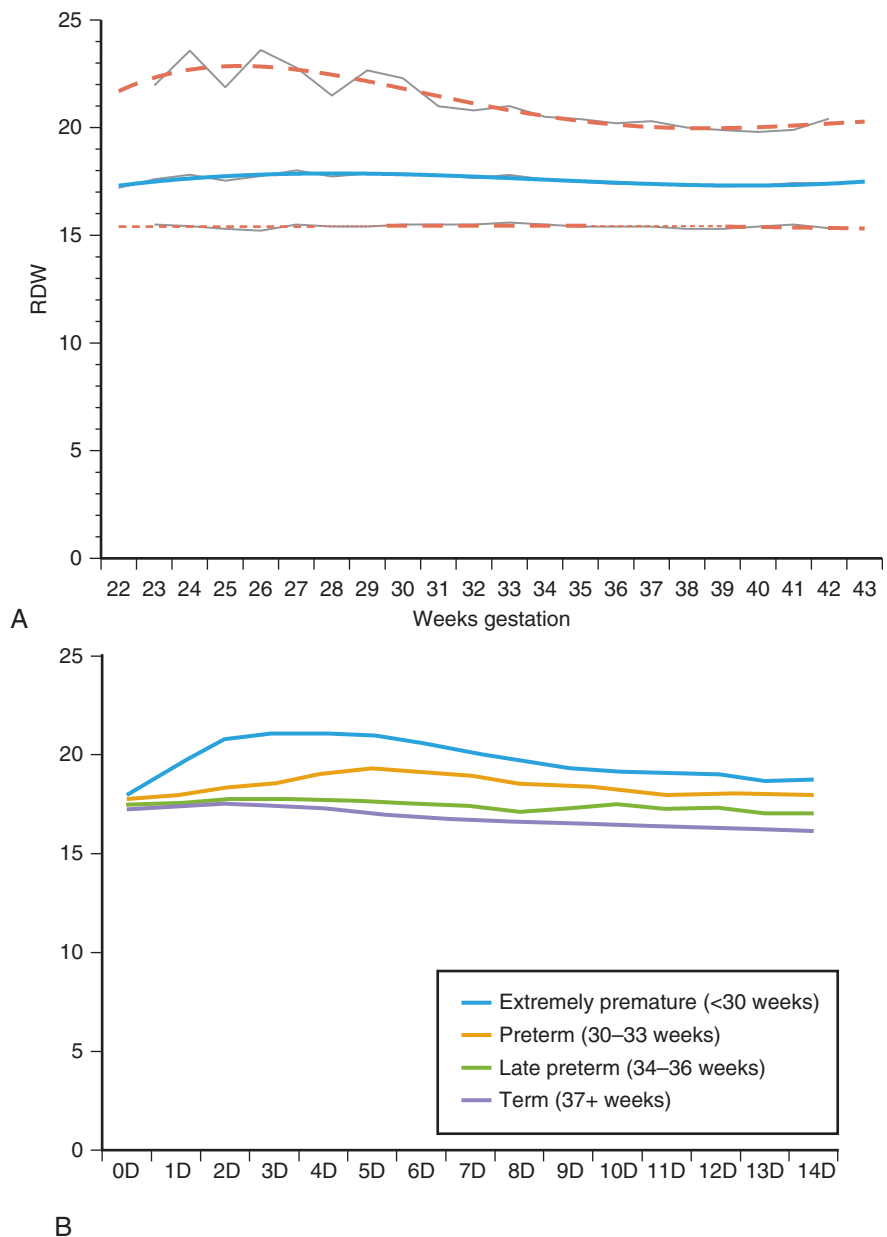 25
20
15
10
5
0
RDW
22 23 24 25 26 27 28 29 30 31 32 33 34 35 36 37 38 39 40 41 42 43
Weeks gestation
A
25
20
15
10
5
0
Extremely premature (<30 weeks)
Preterm (30–33 weeks)
Late preterm (34–36 weeks)
Term (37+ weeks)
0D 1D 2D 3D 4D 5D 6D 7D 8D 9D 10D 11D 12D 13D 14D
B